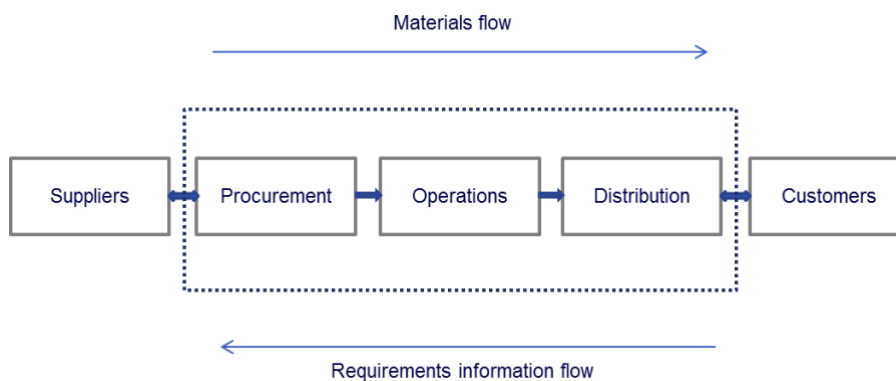 Materials flow
Suppliers
Procurement
Operations
Distribution
Customers
Requirements information flow